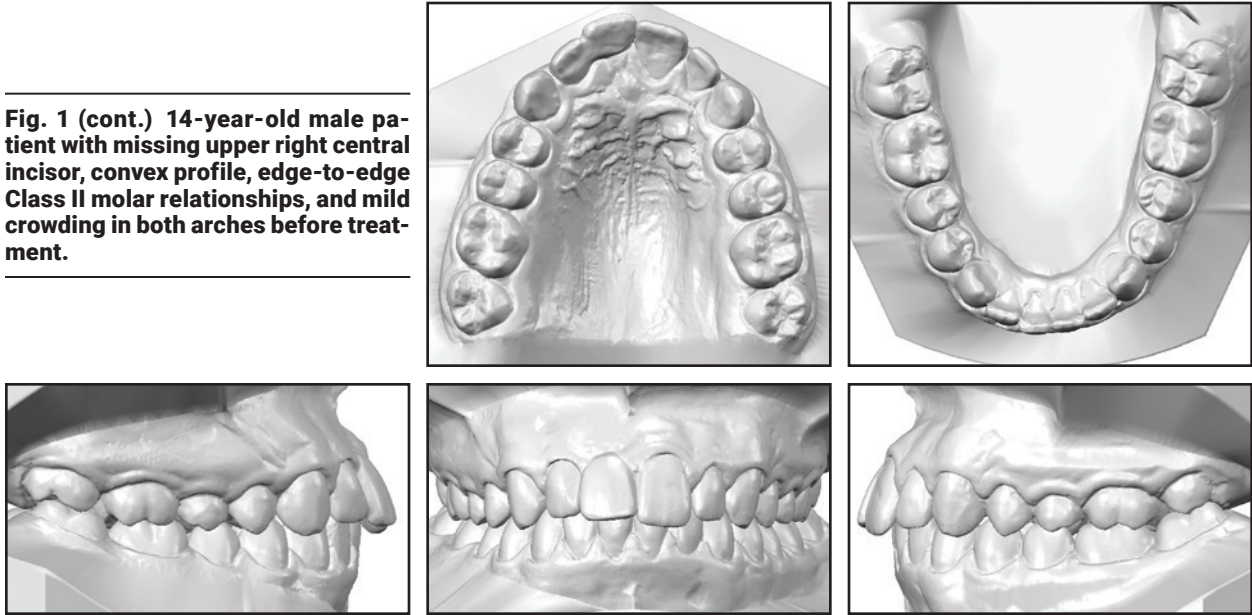 Fig. 1 (cont.) 14-year-old male pa-
tient with missing upper right central
incisor, convex profile, edge-to-edge
Class II molar relationships, and mild
crowding in both arches before treat-
ment.